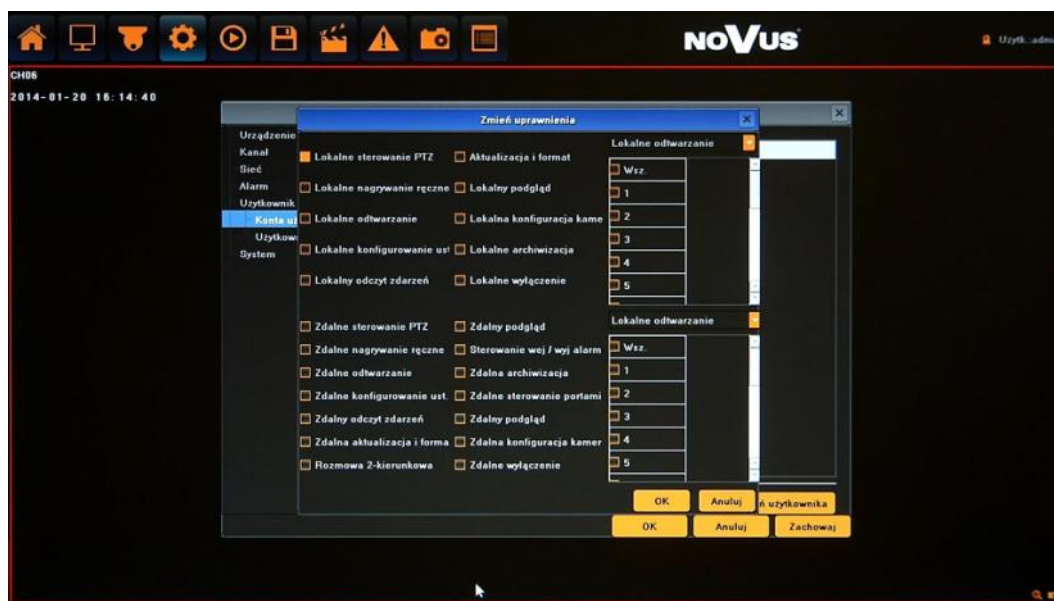 NOVUS
Użytk.:adm
CH06
2014-01-20 16:14:40
Zmień uprawnienia
Urządzenie
Kanał
Sieć
Alarm
Użytkownik
Konta uż
Użytkow
System
Lokalne sterowanie PTZ
Aktualizacja i format
Lokalne nagrywanie ręczne
Lokalny podgląd
Lokalne odtwarzanie
Lokalna konfiguracja kame
Lokalne konfigurowanie ust
Lokalne archiwizacja
Lokalny odczyt zdarzeń
Lokalne wyłączenie
Lokalne odtwarzanie
Wsz.
1
2
3
4
5
Zdalne sterowanie PTZ
Zdalny podgląd
Zdalne nagrywanie ręczne
Sterowanie wej / wyj alarm
Zdalne odtwarzanie
Zdalna archiwizacja
Zdalne konfigurowanie ust.
Zdalne sterowanie portami
Zdalny odczyt zdarzeń
Zdalny podgląd
Zdalna aktualizacja i forma
Zdalna konfiguracja kamer
Rozmowa 2-kierunkowa
Zdalne wyłączenie
Lokalne odtwarzanie
Wsz.
1
2
3
4
5
OK
Anuluj
ń użytkownika
OK
Anuluj
Zachowaj